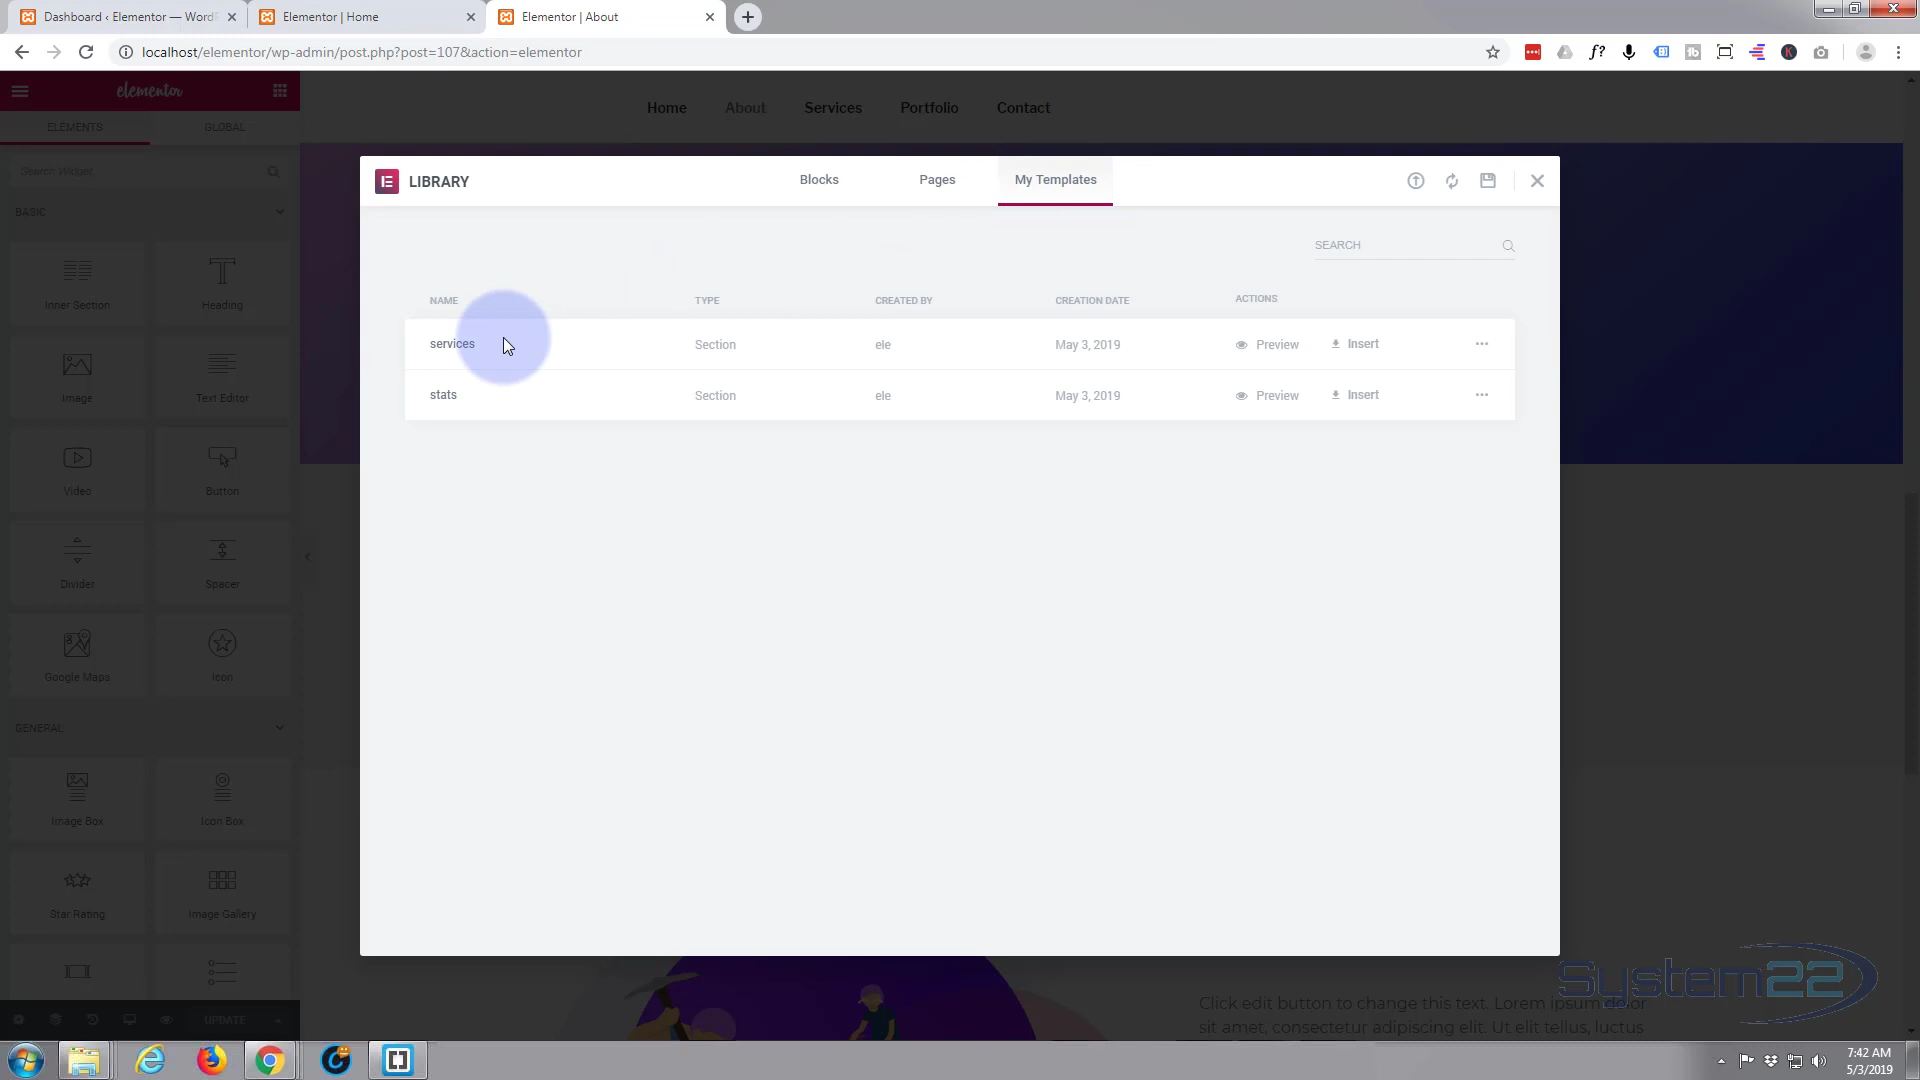 Dashboard ‹ Elementor — Word
Elementor | Home
Elementor | About
localhost/elementor/wp-admin/post.php?post=107&action=elementor
elementor
Home
About
Services
Portfolio
Contact
ELEMENTS
GLOBAL
Search Widget
BASIC
Inner Section
Heading
Image
Text Editor
Video
Button
Divider
Spacer
Google Maps
Icon
GENERAL
Image Box
Icon Box
Star Rating
Image Gallery
UPDATE
LIBRARY
Blocks
Pages
My Templates
SEARCH
NAME
TYPE
CREATED BY
CREATION DATE
ACTIONS
services
Section
ele
May 3, 2019
Preview
Insert
stats
Section
ele
May 3, 2019
Preview
Insert
Click edit button to change this text. Lorem ipsum dolor
sit amet, consectetur adipiscing elit. Ut elit tellus, luctus
System22
7:42 AM
5/3/2019